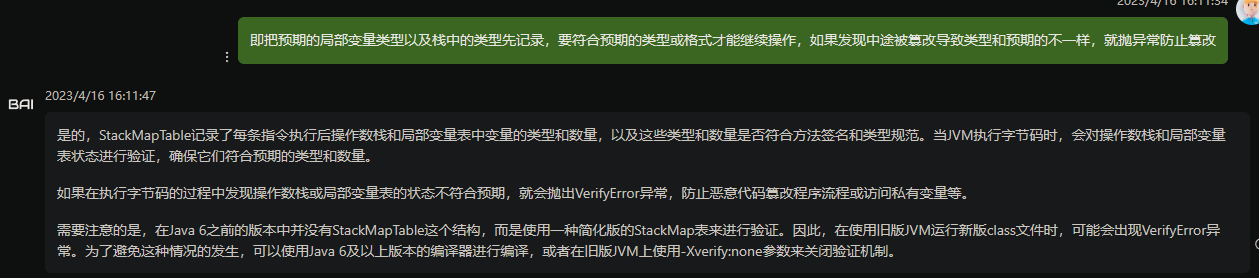 2023/4/16 16:11:34
即把预期的局部变量类型以及栈中的类型先记录，要符合预期的类型或格式才能继续操作，如果发现中途被篡改导致类型和预期的不一样，就抛异常防止篡改
BAI
2023/4/16 16:11:47
是的，StackMapTable记录了每条指令执行后操作数栈和局部变量表中变量的类型和数量，以及这些类型和数量是否符合方法签名和类型规范。当JVM执行字节码时，会对操作数栈和局部变量
表状态进行验证，确保它们符合预期的类型和数量。
如果在执行字节码的过程中发现操作数栈或局部变量表的状态不符合预期，就会抛出VerifyError异常，防止恶意代码篡改程序流程或访问私有变量等。
需要注意的是，在Java 6之前的版本中并没有StackMapTable这个结构，而是使用一种简化版的StackMap表来进行验证。因此，在使用旧版JVM运行新版class文件时，可能会出现VerifyError异
常。为了避免这种情况的发生，可以使用Java 6及以上版本的编译器进行编译，或者在旧版JVM上使用-Xverify:none参数来关闭验证机制。